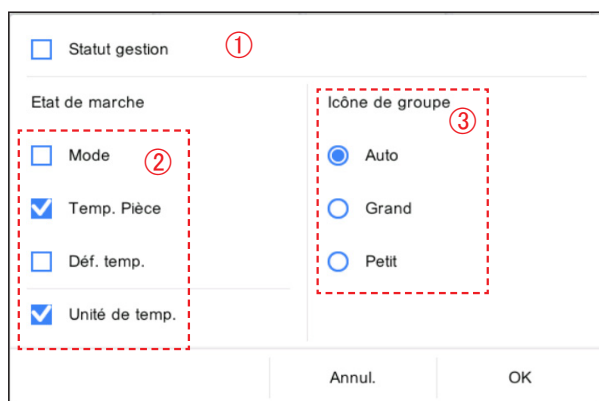 Statut gestion ①
Etat de marche
② Mode
Temp. Pièce
Déf. temp.
Unité de temp.
Icône de groupe
③
Auto
Grand
Petit
Annul. OK